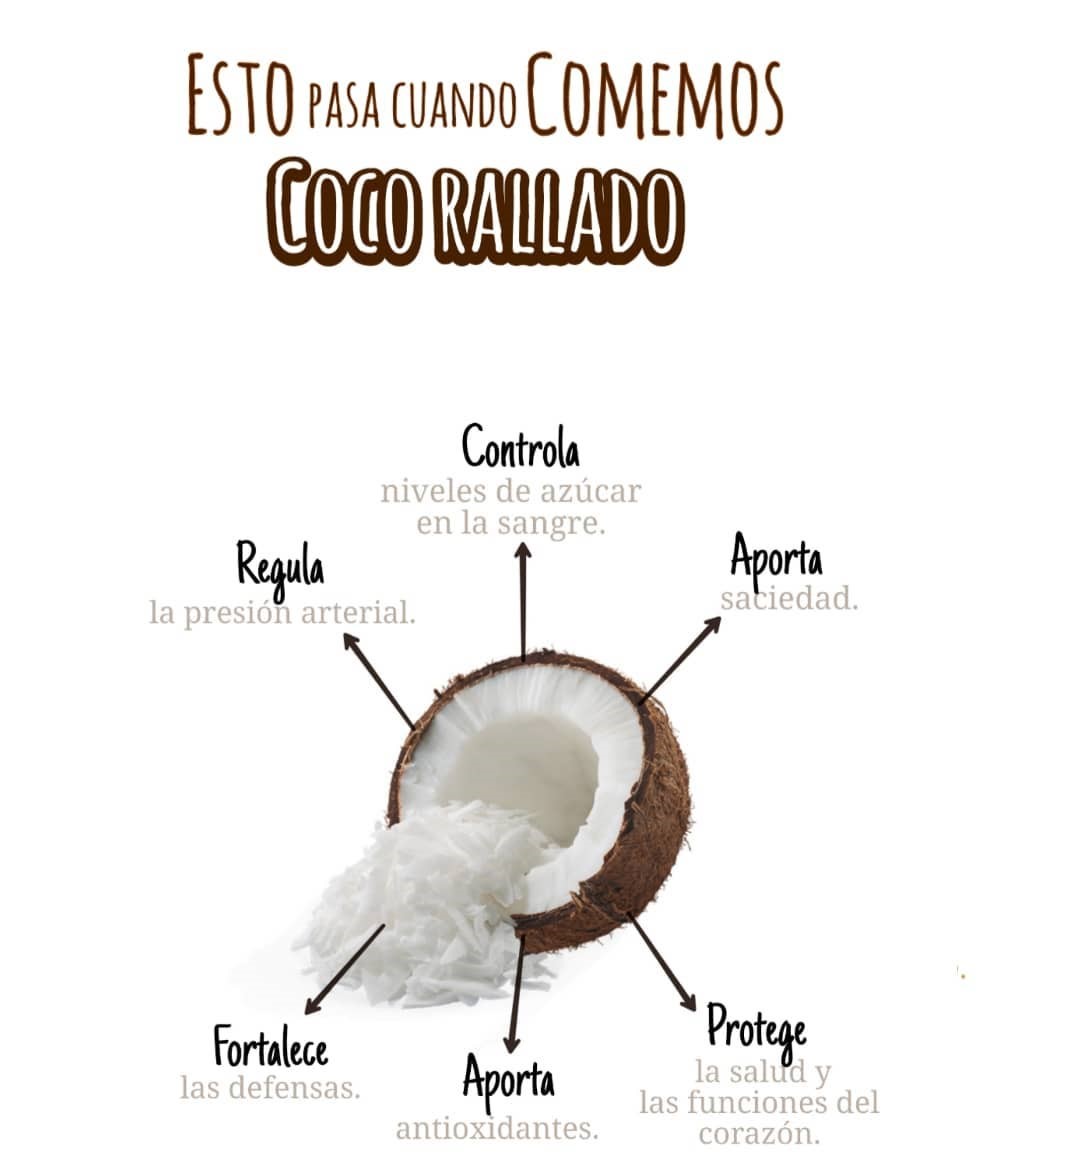 ESTO PASA CUANDO COMEMOS
COCO RALLADO
Controla
niveles de azúcar
en la sangre.
Regula
la presión arterial.
Aporta
saciedad.
Fortalece
las defensas.
Aporta
antioxidantes.
Protege
la salud y
las funciones del
corazón.